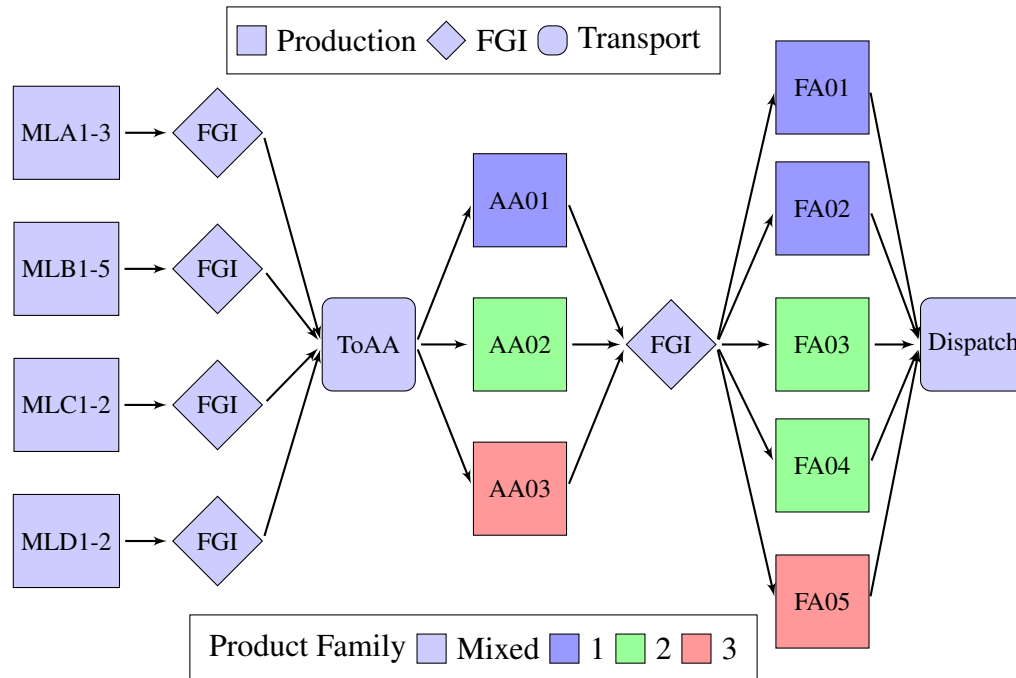 Production FGI Transport
MLA1-3
FGI
MLB1-5
FGI
MLC1-2
FGI
MLD1-2
FGI
ToAA
AA01
AA02
AA03
FGI
FA01
FA02
FA03
FA04
FA05
Dispatch
Product Family Mixed 1 2 3